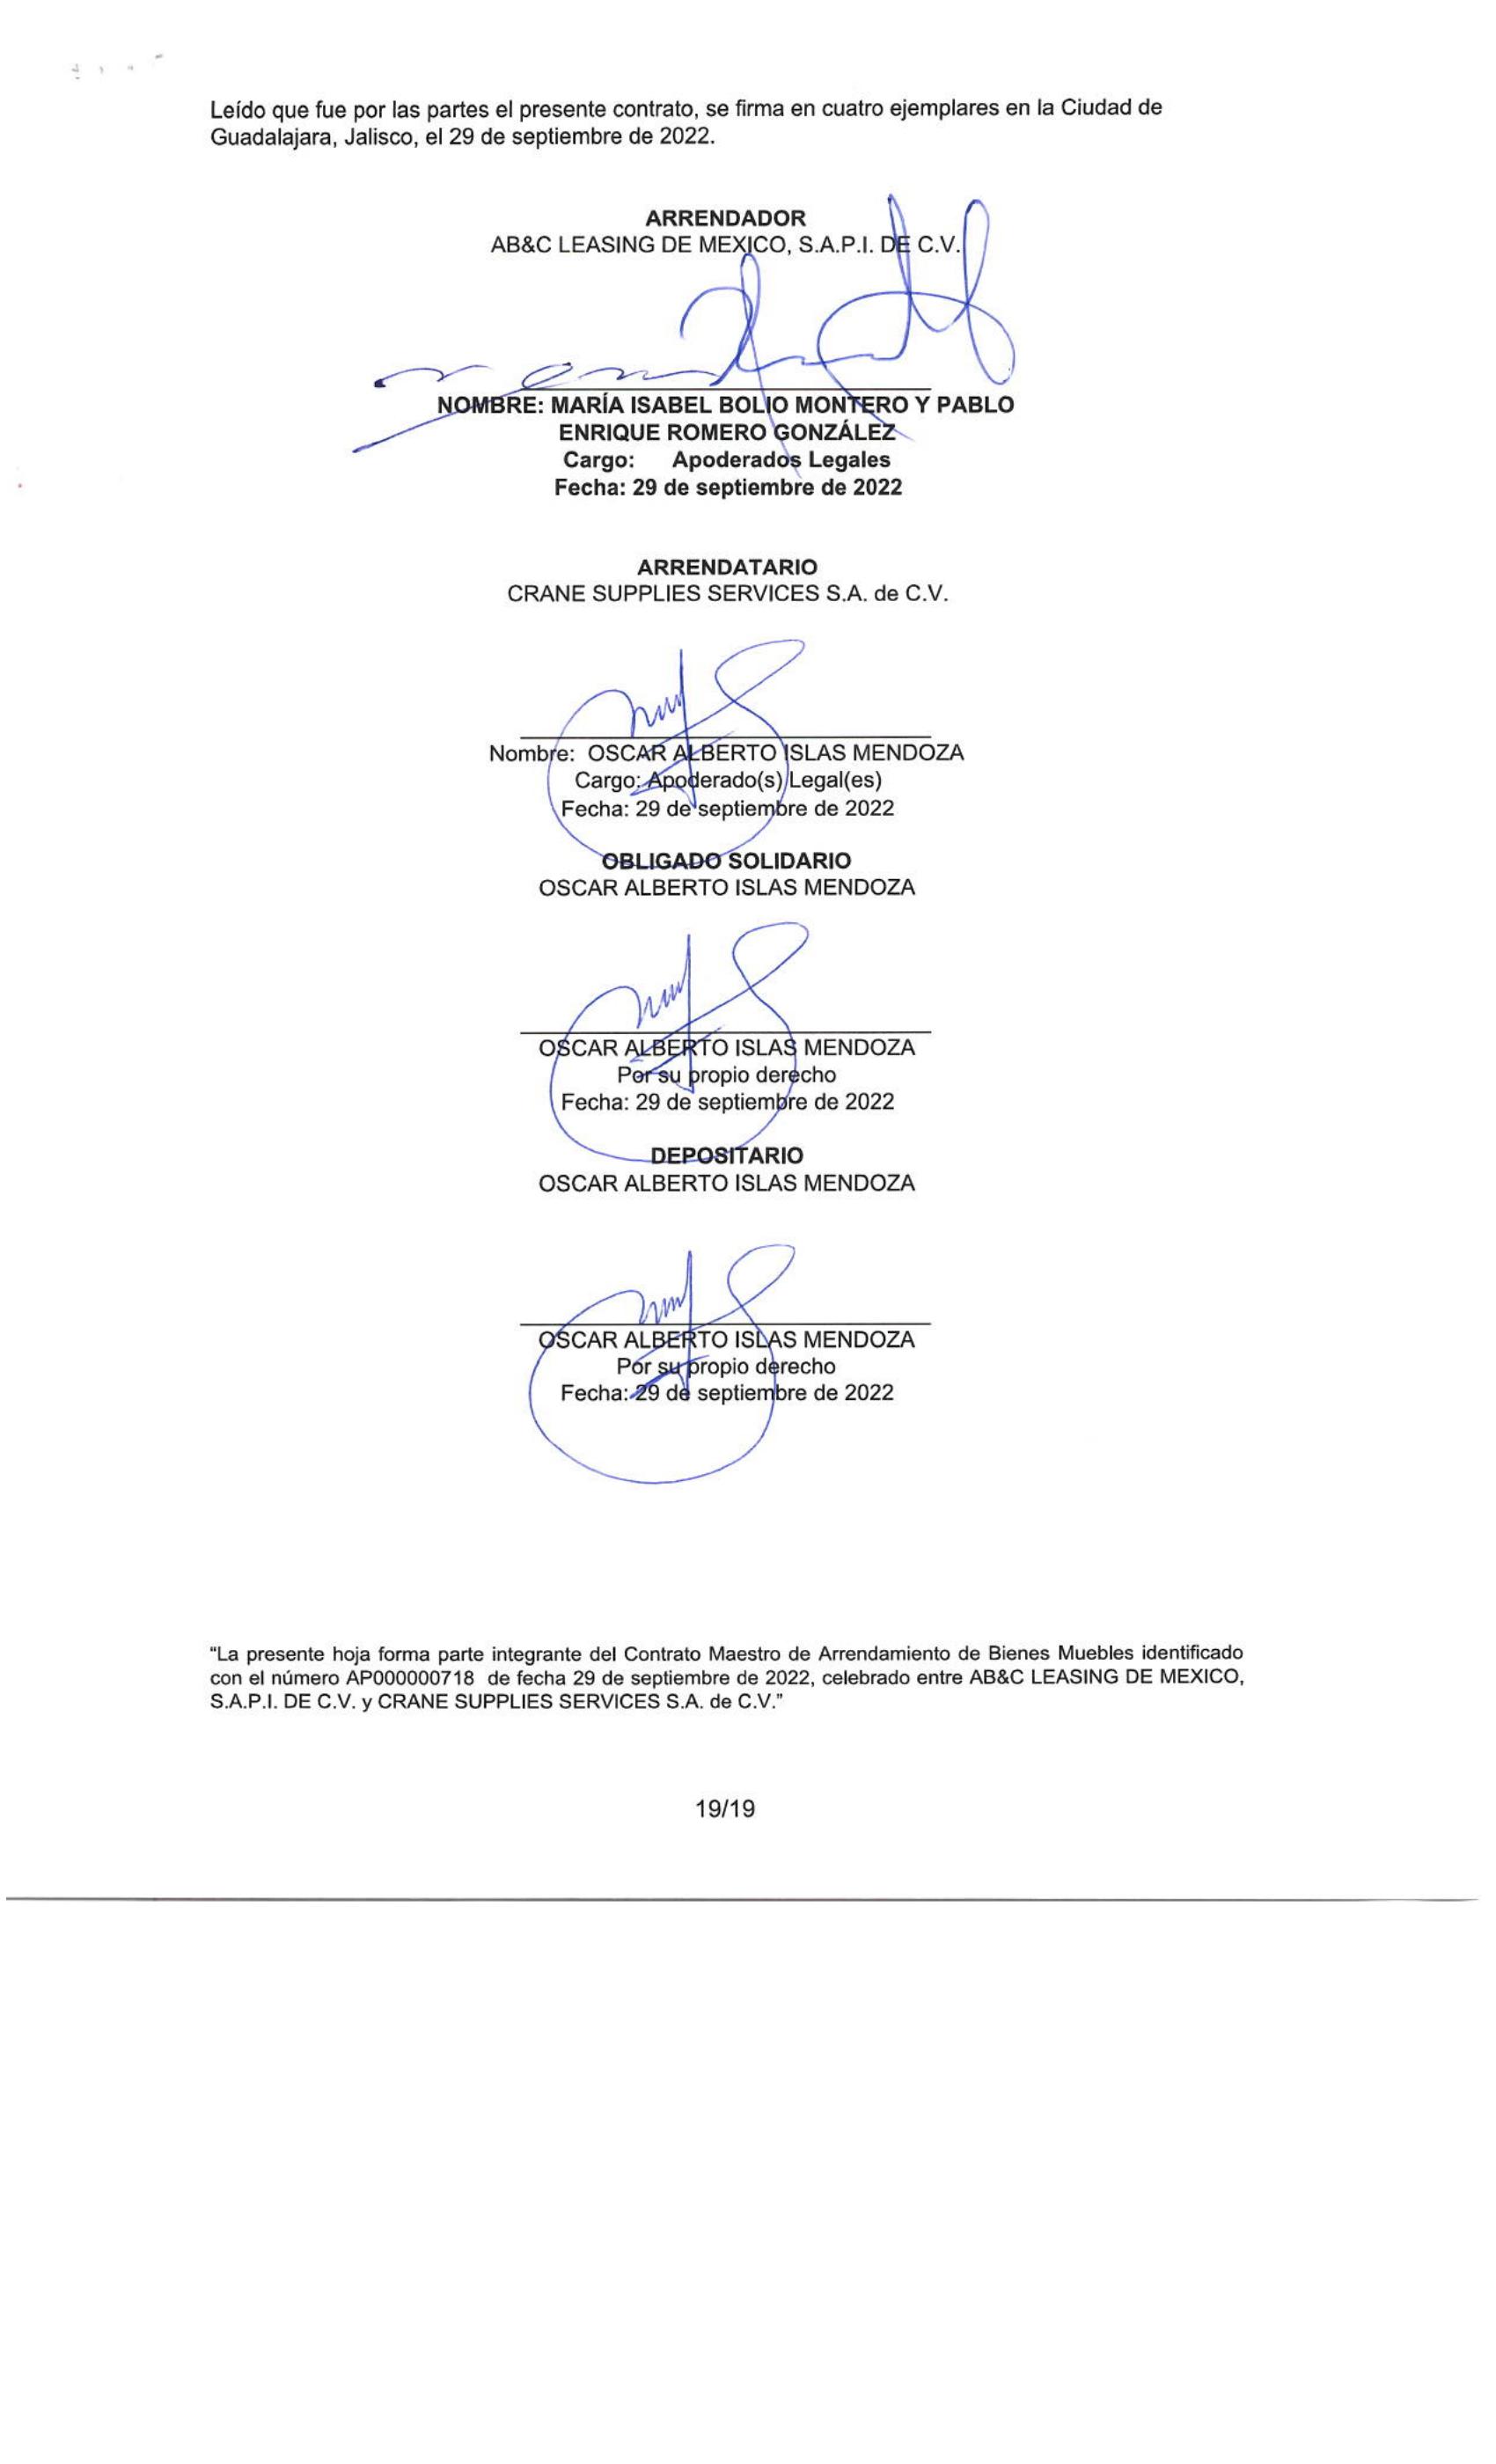 Leído que fue por las partes el presente contrato, se firma en cuatro ejemplares en la Ciudad de
Guadalajara, Jalisco, el 29 de septiembre de 2022.
ARRENDADOR
AB&C LEASING DE MEXICO, S.A.P.I. DE C.V.
NOMBRE: MARÍA ISABEL BOLIO MONTERO Y PABLO
ENRIQUE ROMERO GONZÁLEZ
Cargo: Apoderados Legales
Fecha: 29 de septiembre de 2022
ARRENDATARIO
CRANE SUPPLIES SERVICES S.A. de C.V.
Nombre: OSCAR ALBERTO ISLAS MENDOZA
Cargo: Apoderado(s) Legal(es)
Fecha: 29 de septiembre de 2022
OBLIGADO SOLIDARIO
OSCAR ALBERTO ISLAS MENDOZA
OSCAR ALBERTO ISLAS MENDOZA
Por su propio derecho
Fecha: 29 de septiembre de 2022
DEPOSITARIO
OSCAR ALBERTO ISLAS MENDOZA
OSCAR ALBERTO ISLAS MENDOZA
Por su propio derecho
Fecha: 29 de septiembre de 2022
“La presente hoja forma parte integrante del Contrato Maestro de Arrendamiento de Bienes Muebles identificado
con el número AP000000718 de fecha 29 de septiembre de 2022, celebrado entre AB&C LEASING DE MEXICO,
S.A.P.I. DE C.V. y CRANE SUPPLIES SERVICES S.A. de C.V.”
19/19